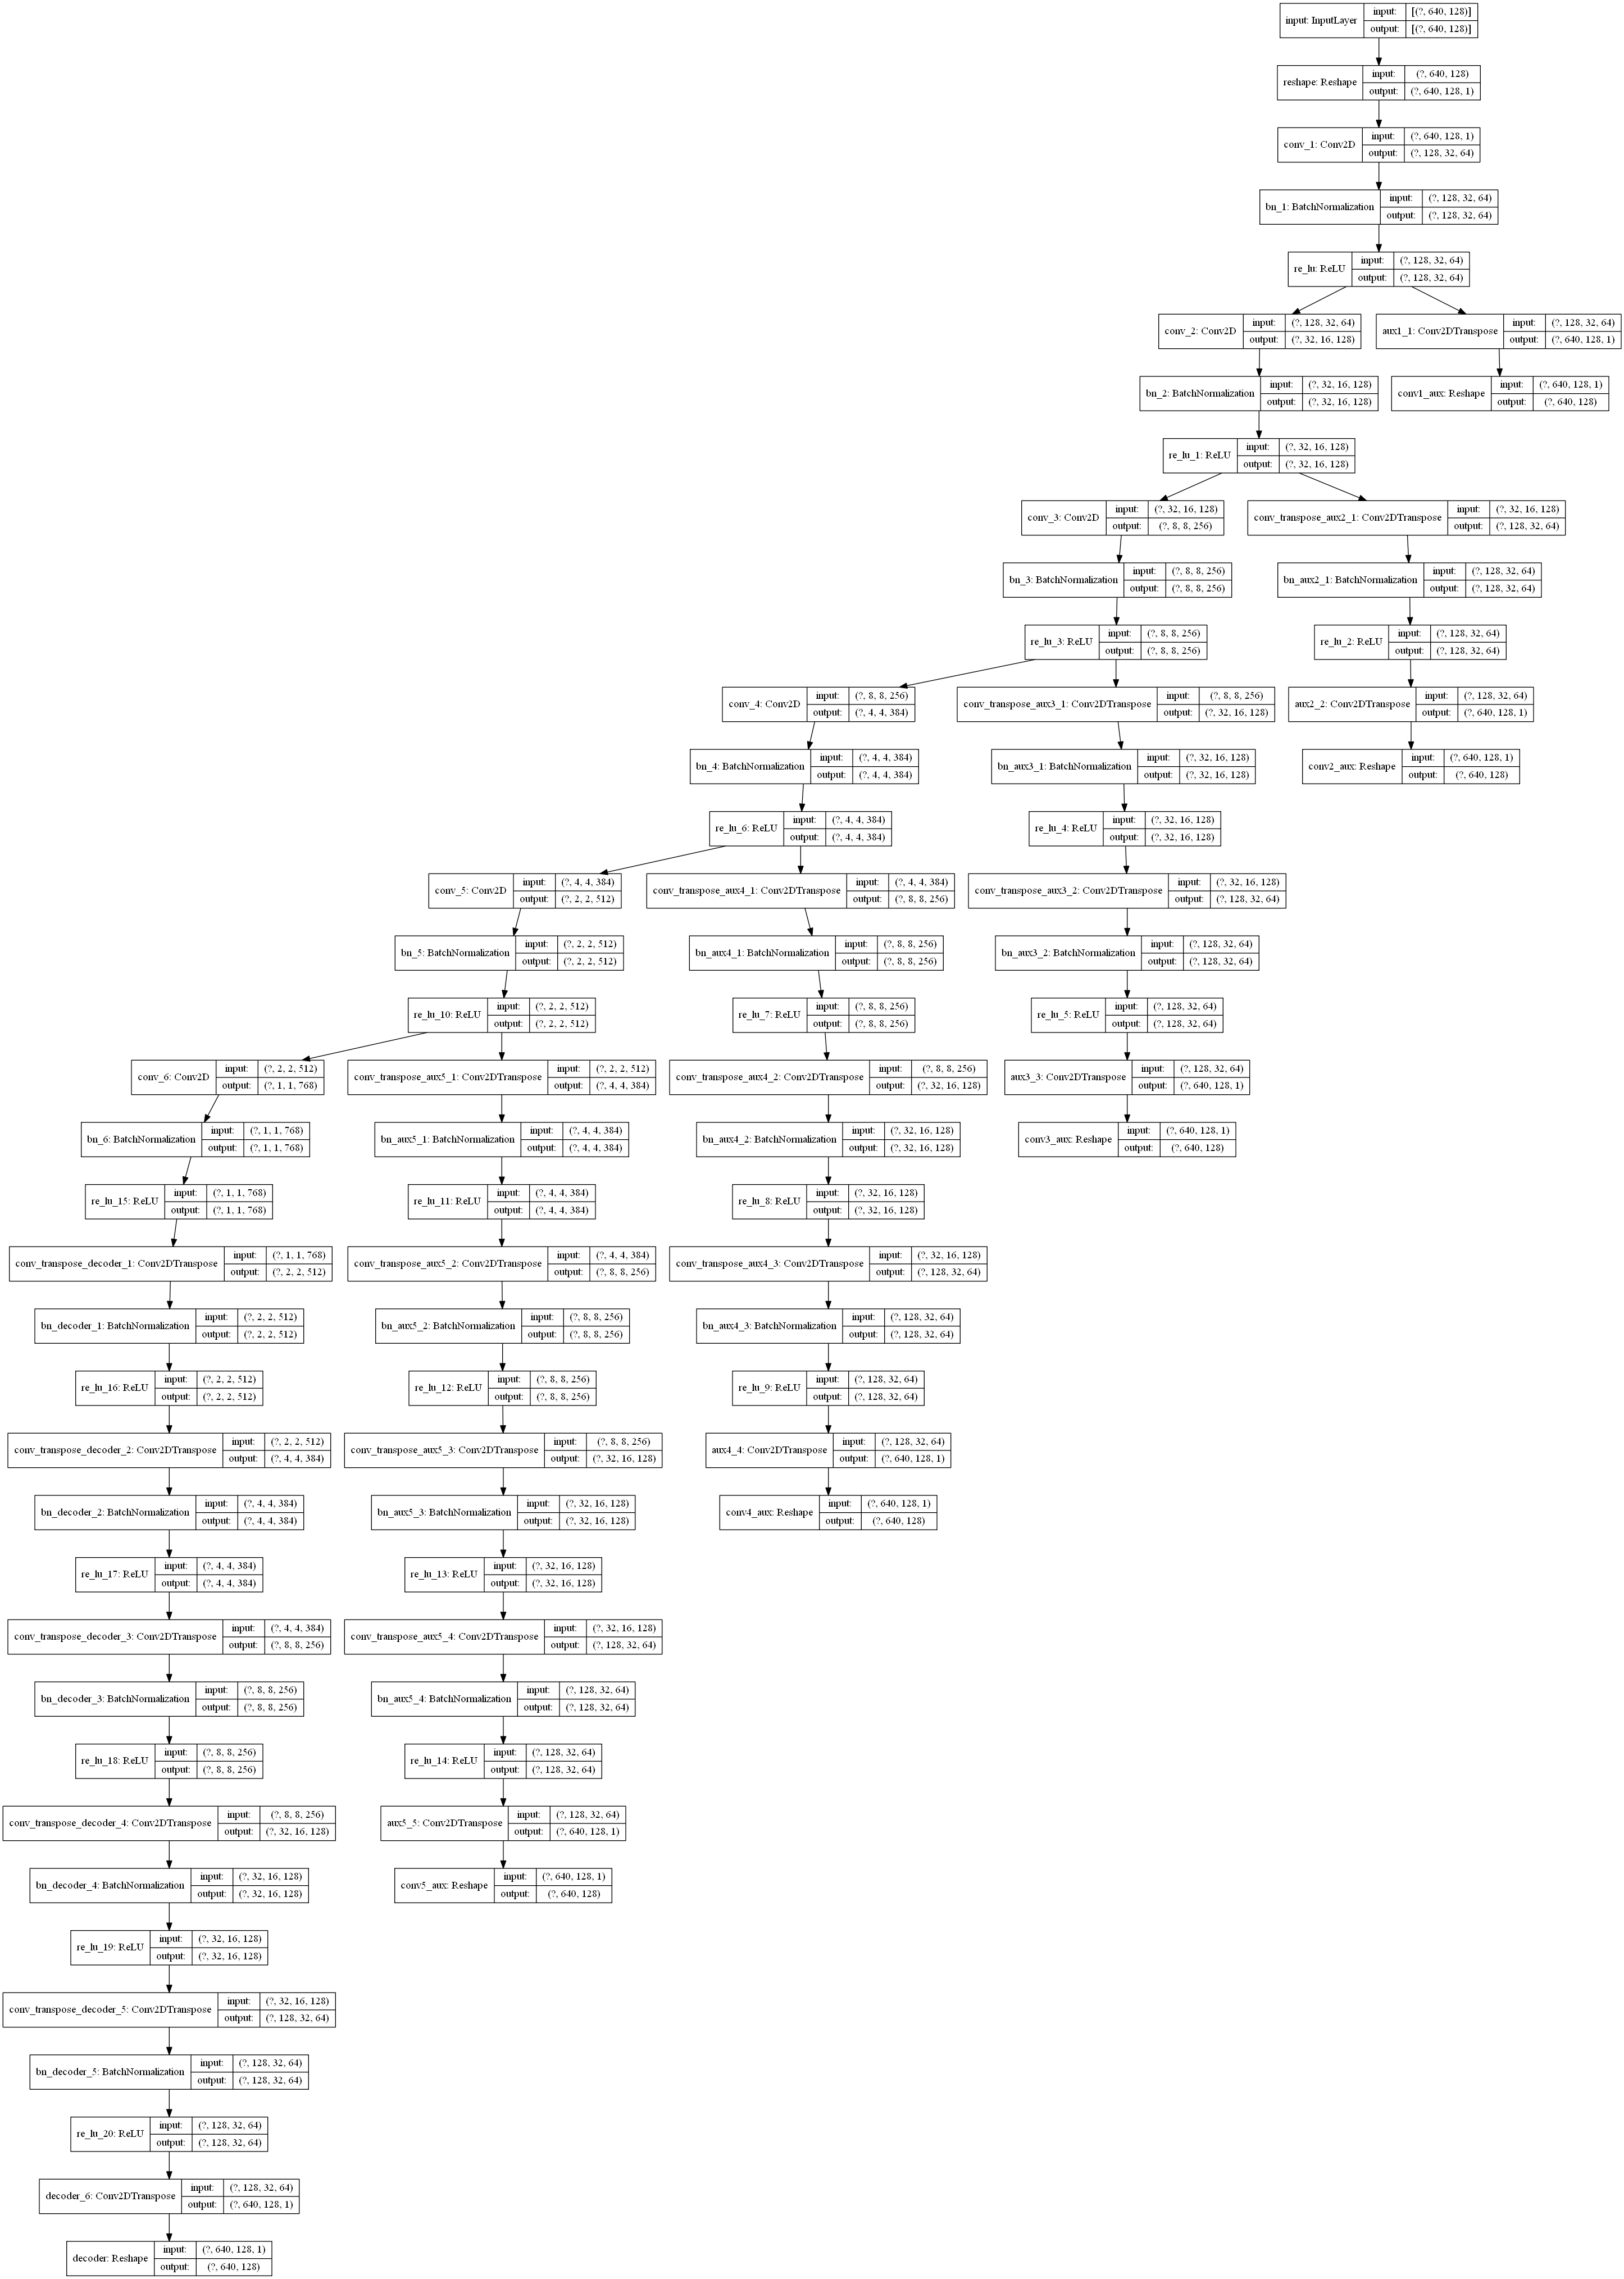 input: InputLayer input: [(?, 640, 128)]
output: [(?, 640, 128)]
reshape: Reshape input: (?, 640, 128)
output: (?, 640, 128, 1)
conv_1: Conv2D input: (?, 640, 128, 1)
output: (?, 128, 32, 64)
bn_1: BatchNormalization input: (?, 128, 32, 64)
output: (?, 128, 32, 64)
re_lu: ReLU input: (?, 128, 32, 64)
output: (?, 128, 32, 64)
conv_2: Conv2D input: (?, 128, 32, 64)
output: (?, 32, 16, 128)
aux1_1: Conv2DTranspose input: (?, 128, 32, 64)
output: (?, 640, 128, 1)
bn_2: BatchNormalization input: (?, 32, 16, 128)
output: (?, 32, 16, 128)
conv1_aux: Reshape input: (?, 640, 128, 1)
output: (?, 640, 128)
re_lu_1: ReLU input: (?, 32, 16, 128)
output: (?, 32, 16, 128)
conv_3: Conv2D input: (?, 32, 16, 128)
output: (?, 8, 8, 256)
conv_transpose_aux2_1: Conv2DTranspose input: (?, 32, 16, 128)
output: (?, 128, 32, 64)
bn_3: BatchNormalization input: (?, 8, 8, 256)
output: (?, 8, 8, 256)
bn_aux2_1: BatchNormalization input: (?, 128, 32, 64)
output: (?, 128, 32, 64)
re_lu_3: ReLU input: (?, 8, 8, 256)
output: (?, 8, 8, 256)
re_lu_2: ReLU input: (?, 128, 32, 64)
output: (?, 128, 32, 64)
conv_4: Conv2D input: (?, 8, 8, 256)
output: (?, 4, 4, 384)
conv_transpose_aux3_1: Conv2DTranspose input: (?, 8, 8, 256)
output: (?, 32, 16, 128)
aux2_2: Conv2DTranspose input: (?, 128, 32, 64)
output: (?, 640, 128, 1)
bn_4: BatchNormalization input: (?, 4, 4, 384)
output: (?, 4, 4, 384)
bn_aux3_1: BatchNormalization input: (?, 32, 16, 128)
output: (?, 32, 16, 128)
conv2_aux: Reshape input: (?, 640, 128, 1)
output: (?, 640, 128)
re_lu_6: ReLU input: (?, 4, 4, 384)
output: (?, 4, 4, 384)
re_lu_4: ReLU input: (?, 32, 16, 128)
output: (?, 32, 16, 128)
conv_5: Conv2D input: (?, 4, 4, 384)
output: (?, 2, 2, 512)
conv_transpose_aux4_1: Conv2DTranspose input: (?, 4, 4, 384)
output: (?, 8, 8, 256)
conv_transpose_aux3_2: Conv2DTranspose input: (?, 32, 16, 128)
output: (?, 128, 32, 64)
bn_5: BatchNormalization input: (?, 2, 2, 512)
output: (?, 2, 2, 512)
bn_aux4_1: BatchNormalization input: (?, 8, 8, 256)
output: (?, 8, 8, 256)
bn_aux3_2: BatchNormalization input: (?, 128, 32, 64)
output: (?, 128, 32, 64)
re_lu_10: ReLU input: (?, 2, 2, 512)
output: (?, 2, 2, 512)
re_lu_7: ReLU input: (?, 8, 8, 256)
output: (?, 8, 8, 256)
re_lu_5: ReLU input: (?, 128, 32, 64)
output: (?, 128, 32, 64)
conv_6: Conv2D input: (?, 2, 2, 512)
output: (?, 1, 1, 768)
conv_transpose_aux5_1: Conv2DTranspose input: (?, 2, 2, 512)
output: (?, 4, 4, 384)
conv_transpose_aux4_2: Conv2DTranspose input: (?, 8, 8, 256)
output: (?, 32, 16, 128)
aux3_3: Conv2DTranspose input: (?, 128, 32, 64)
output: (?, 640, 128, 1)
bn_6: BatchNormalization input: (?, 1, 1, 768)
output: (?, 1, 1, 768)
bn_aux5_1: BatchNormalization input: (?, 4, 4, 384)
output: (?, 4, 4, 384)
bn_aux4_2: BatchNormalization input: (?, 32, 16, 128)
output: (?, 32, 16, 128)
conv3_aux: Reshape input: (?, 640, 128, 1)
output: (?, 640, 128)
re_lu_15: ReLU input: (?, 1, 1, 768)
output: (?, 1, 1, 768)
re_lu_11: ReLU input: (?, 4, 4, 384)
output: (?, 4, 4, 384)
re_lu_8: ReLU input: (?, 32, 16, 128)
output: (?, 32, 16, 128)
conv_transpose_decoder_1: Conv2DTranspose input: (?, 1, 1, 768)
output: (?, 2, 2, 512)
conv_transpose_aux5_2: Conv2DTranspose input: (?, 4, 4, 384)
output: (?, 8, 8, 256)
conv_transpose_aux4_3: Conv2DTranspose input: (?, 32, 16, 128)
output: (?, 128, 32, 64)
bn_decoder_1: BatchNormalization input: (?, 2, 2, 512)
output: (?, 2, 2, 512)
bn_aux5_2: BatchNormalization input: (?, 8, 8, 256)
output: (?, 8, 8, 256)
bn_aux4_3: BatchNormalization input: (?, 128, 32, 64)
output: (?, 128, 32, 64)
re_lu_16: ReLU input: (?, 2, 2, 512)
output: (?, 2, 2, 512)
re_lu_12: ReLU input: (?, 8, 8, 256)
output: (?, 8, 8, 256)
re_lu_9: ReLU input: (?, 128, 32, 64)
output: (?, 128, 32, 64)
conv_transpose_decoder_2: Conv2DTranspose input: (?, 2, 2, 512)
output: (?, 4, 4, 384)
conv_transpose_aux5_3: Conv2DTranspose input: (?, 8, 8, 256)
output: (?, 32, 16, 128)
aux4_4: Conv2DTranspose input: (?, 128, 32, 64)
output: (?, 640, 128, 1)
bn_decoder_2: BatchNormalization input: (?, 4, 4, 384)
output: (?, 4, 4, 384)
bn_aux5_3: BatchNormalization input: (?, 32, 16, 128)
output: (?, 32, 16, 128)
conv4_aux: Reshape input: (?, 640, 128, 1)
output: (?, 640, 128)
re_lu_17: ReLU input: (?, 4, 4, 384)
output: (?, 4, 4, 384)
re_lu_13: ReLU input: (?, 32, 16, 128)
output: (?, 32, 16, 128)
conv_transpose_decoder_3: Conv2DTranspose input: (?, 4, 4, 384)
output: (?, 8, 8, 256)
conv_transpose_aux5_4: Conv2DTranspose input: (?, 32, 16, 128)
output: (?, 128, 32, 64)
bn_decoder_3: BatchNormalization input: (?, 8, 8, 256)
output: (?, 8, 8, 256)
bn_aux5_4: BatchNormalization input: (?, 128, 32, 64)
output: (?, 128, 32, 64)
re_lu_18: ReLU input: (?, 8, 8, 256)
output: (?, 8, 8, 256)
re_lu_14: ReLU input: (?, 128, 32, 64)
output: (?, 128, 32, 64)
conv_transpose_decoder_4: Conv2DTranspose input: (?, 8, 8, 256)
output: (?, 32, 16, 128)
aux5_5: Conv2DTranspose input: (?, 128, 32, 64)
output: (?, 640, 128, 1)
bn_decoder_4: BatchNormalization input: (?, 32, 16, 128)
output: (?, 32, 16, 128)
conv5_aux: Reshape input: (?, 640, 128, 1)
output: (?, 640, 128)
re_lu_19: ReLU input: (?, 32, 16, 128)
output: (?, 32, 16, 128)
conv_transpose_decoder_5: Conv2DTranspose input: (?, 32, 16, 128)
output: (?, 128, 32, 64)
bn_decoder_5: BatchNormalization input: (?, 128, 32, 64)
output: (?, 128, 32, 64)
re_lu_20: ReLU input: (?, 128, 32, 64)
output: (?, 128, 32, 64)
decoder_6: Conv2DTranspose input: (?, 128, 32, 64)
output: (?, 640, 128, 1)
decoder: Reshape input: (?, 640, 128, 1)
output: (?, 640, 128)